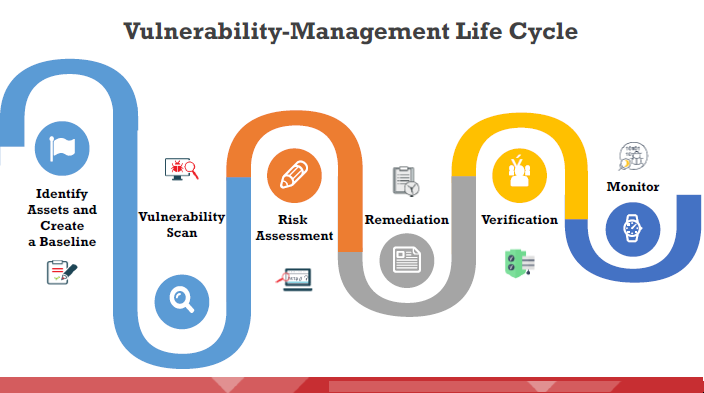 Vulnerability-Management Life Cycle
Identify
Assets and
Create
a Baseline
Vulnerability
Scan
Risk
Assessment
Remediation
Verification
Monitor